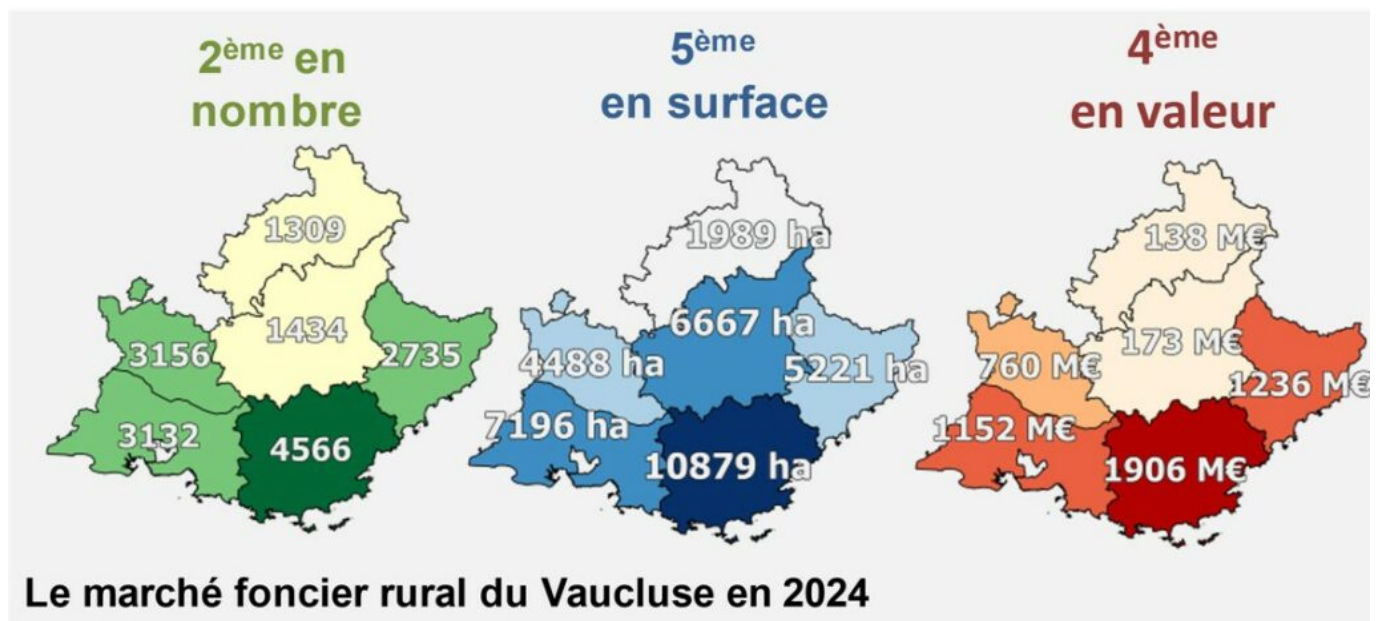 2ème en
nombre
5ème
en surface
4ème
en valeur
1309
1434
3156
2735
3132
4566
1989 ha
6667 ha
4488 ha
5221 ha
7196 ha
10879 ha
138 M€
173 M€
760 M€
1236 M€
1152 M€
1906 M€
Le marché foncier rural du Vaucluse en 2024